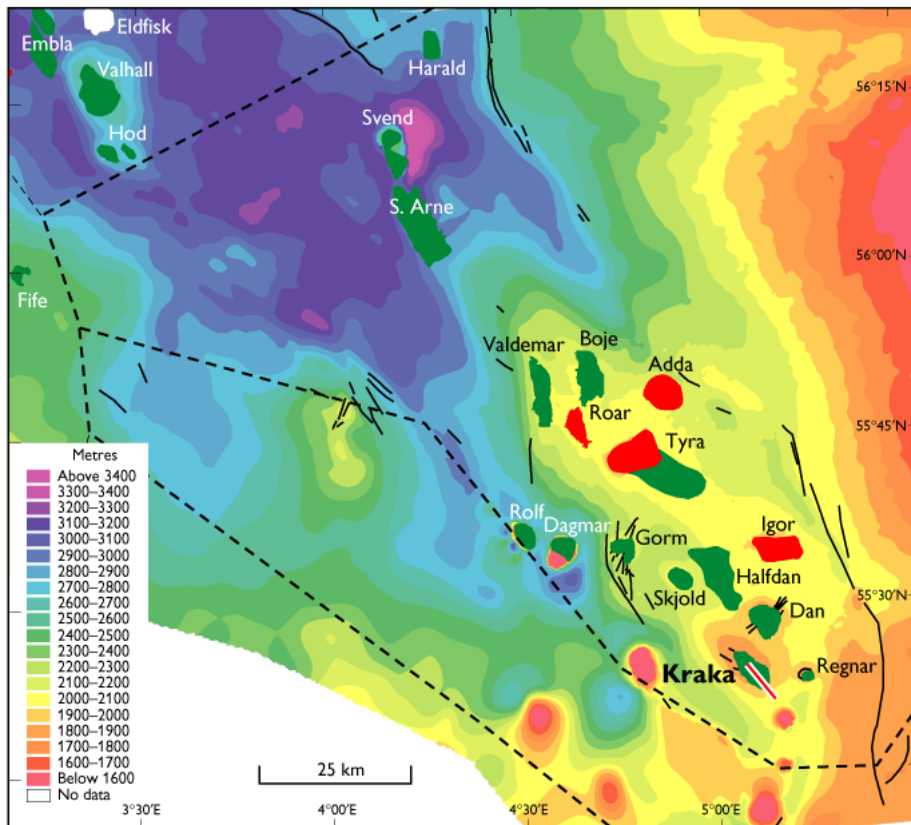 Eldfisk
Embla
Valhall
Harald
56°15′N
Svend
Hod
S. Arne
56°00′N
Fife
Valdemar
Boje
Adda
Roar
55°45′N
Tyra
Metres
Above 3400
3300–3400
3200–3300
3100–3200
3000–3100
2900–3000
2800–2900
2700–2800
2600–2700
2500–2600
2400–2500
2300–2400
2200–2300
2100–2200
2000–2100
1900–2000
1800–1900
1700–1800
1600–1700
Below 1600
No data
Rolf
Dagmar
Gorm
Igor
Skjold
Halfdan
55°30′N
Dan
Kraka
Regnar
25 km
3°30′E
4°00′E
4°30′E
5°00′E